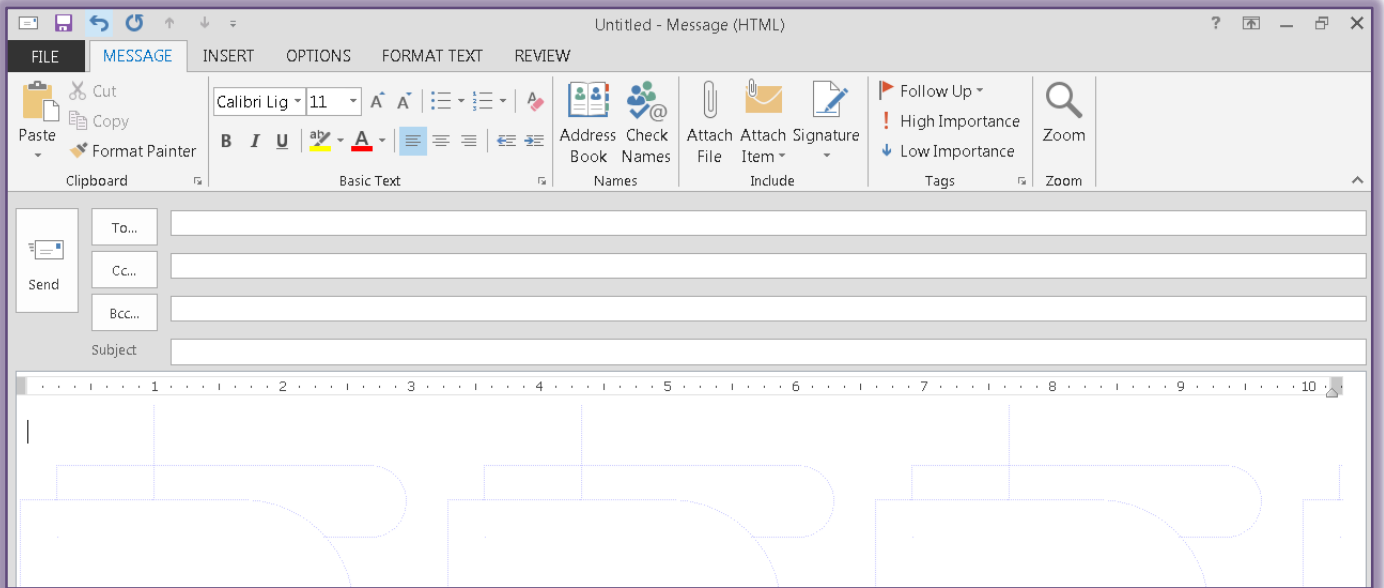 Untitled - Message (HTML) ?
FILE MESSAGE INSERT OPTIONS FORMAT TEXT REVIEW
Cut
Copy
Format Painter
Paste
Clipboard
Calibri Lig 11 A A
B I U aby A
Basic Text
Address Book
Check Names
Names
Attach File
Attach Item
Signature
Include
Follow Up
High Importance
Low Importance
Tags
Zoom
Zoom
Send
To...
Cc...
Bcc...
Subject
1 2 3 4 5 6 7 8 9 10